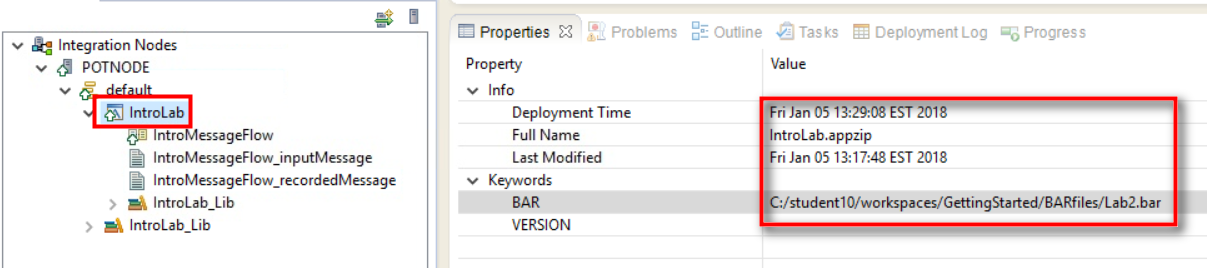 Integration Nodes
POTNODE
default
IntroLab
IntroMessageFlow
IntroMessageFlow_inputMessage
IntroMessageFlow_recordedMessage
IntroLab_Lib
IntroLab_Lib
Properties Problems Outline Tasks Deployment Log Progress
Property Value
Info
Deployment Time Fri Jan 05 13:29:08 EST 2018
Full Name IntroLab.appzip
Last Modified Fri Jan 05 13:17:48 EST 2018
Keywords
BAR C:/student10/workspaces/GettingStarted/BARfiles/Lab2.bar
VERSION